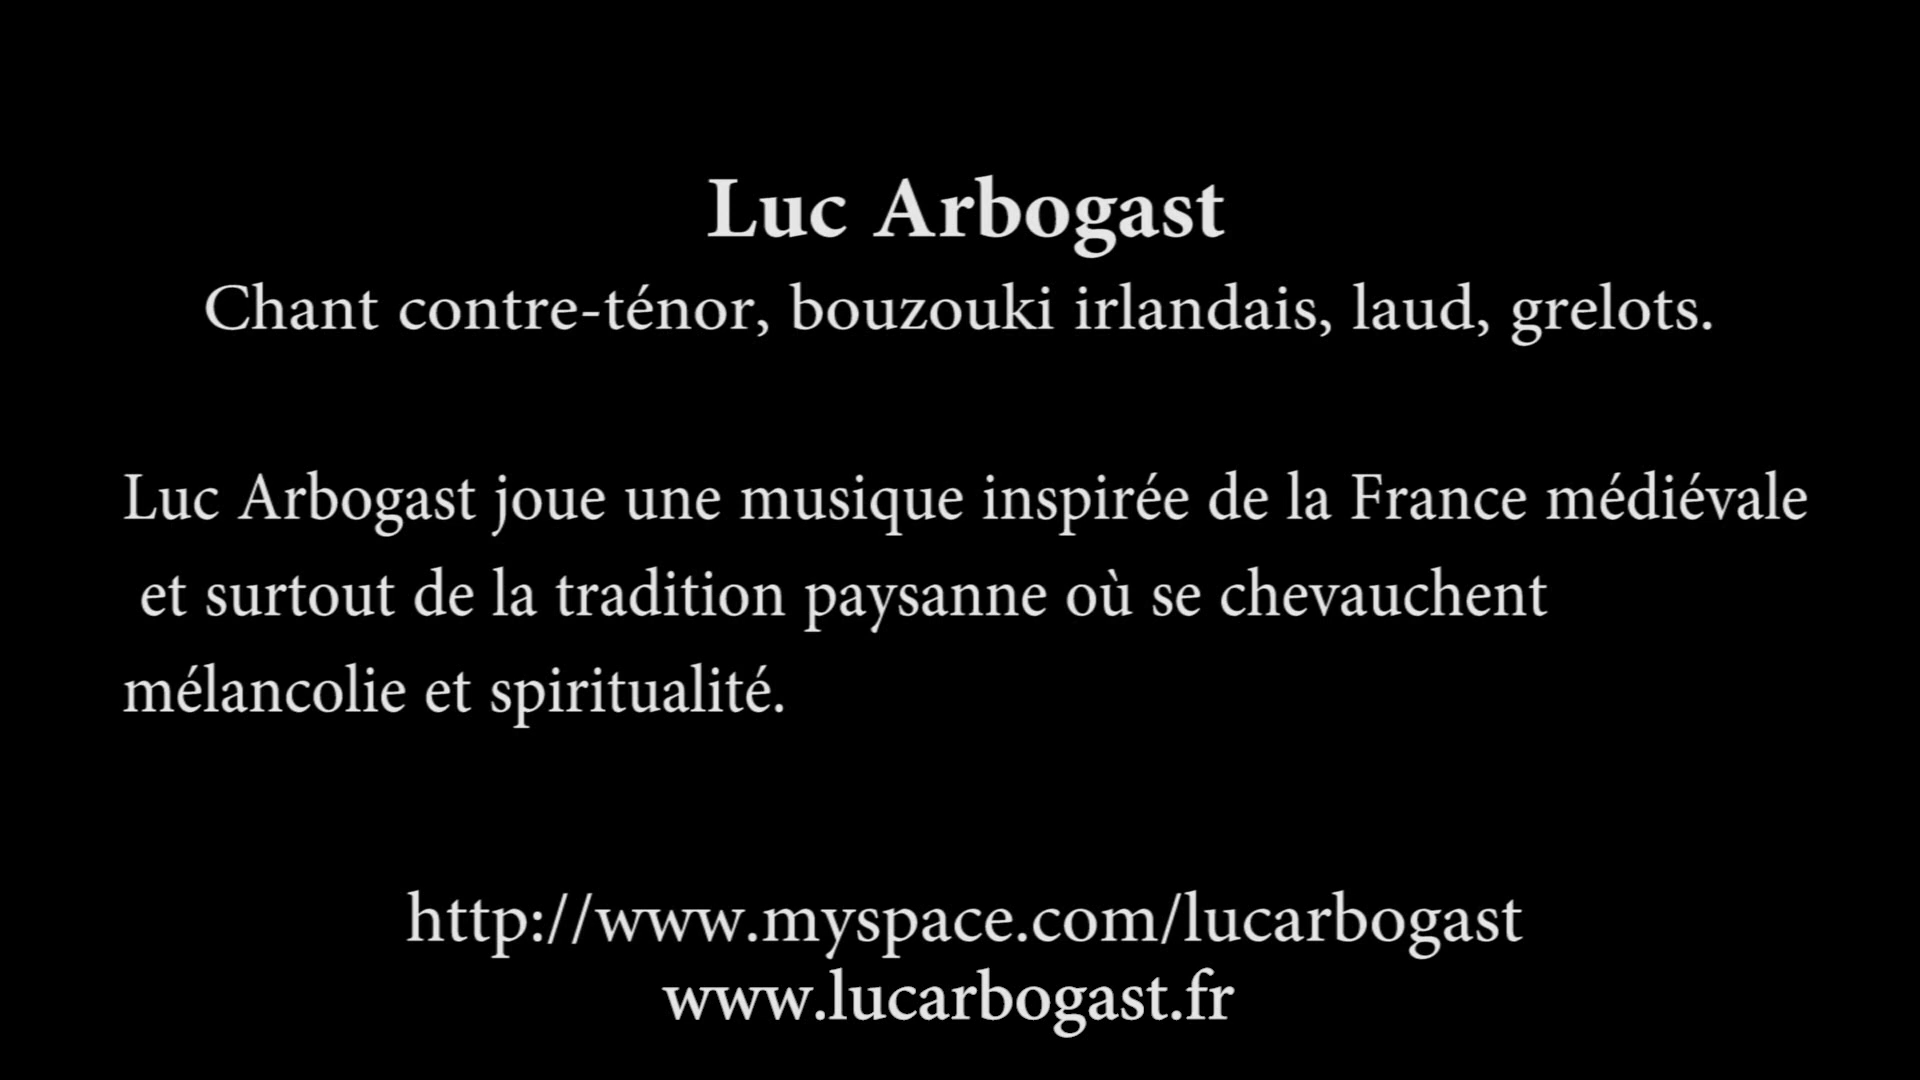 Luc Arbogast
Chant contre-ténor, bouzouki irlandais, laud, grelots.
Luc Arbogast joue une musique inspirée de la France médiévale
et surtout de la tradition paysanne où se chevauchent
mélancolie et spiritualité.
http://www.myspace.com/lucarbogast
www.lucarbogast.fr